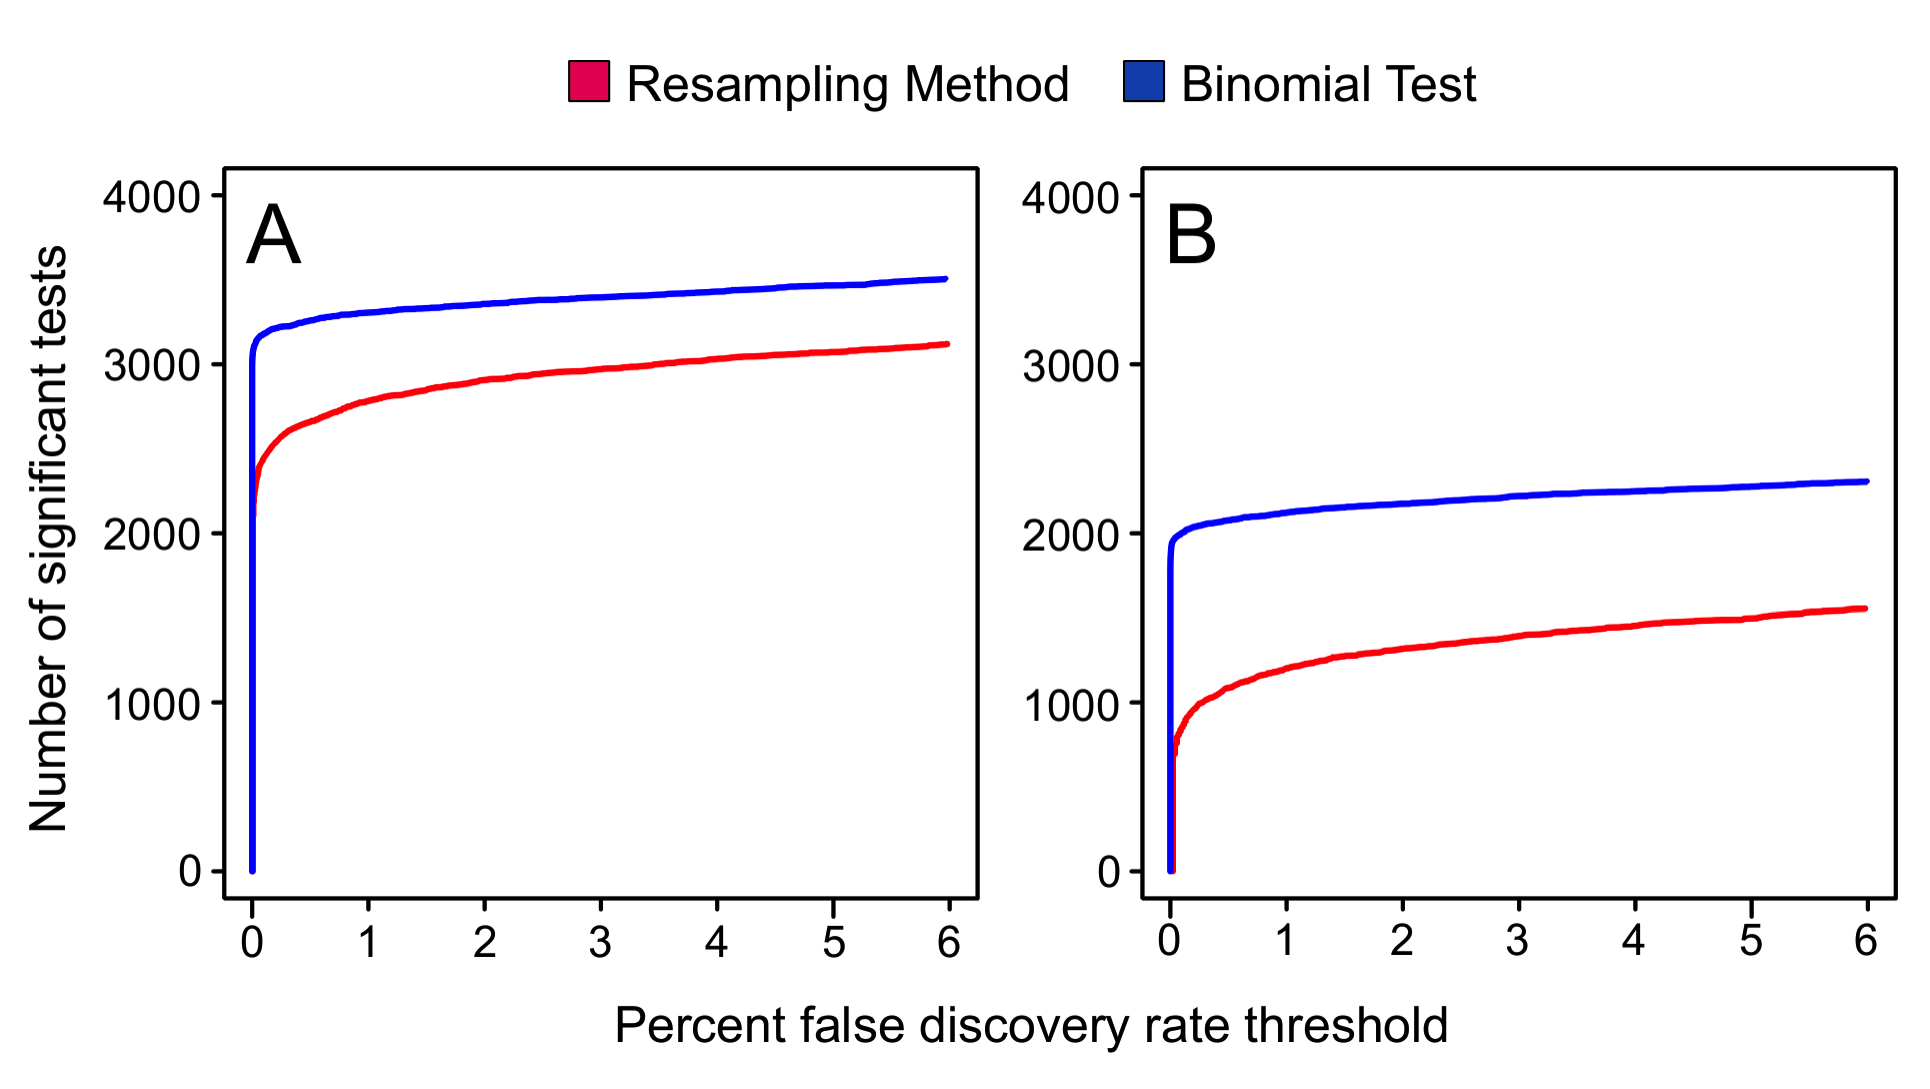 Resampling Method Binomial Test
A
B
Number of significant tests
4000
3000
2000
1000
0
0 1 2 3 4 5 6
4000
3000
2000
1000
0
0 1 2 3 4 5 6
Percent false discovery rate threshold